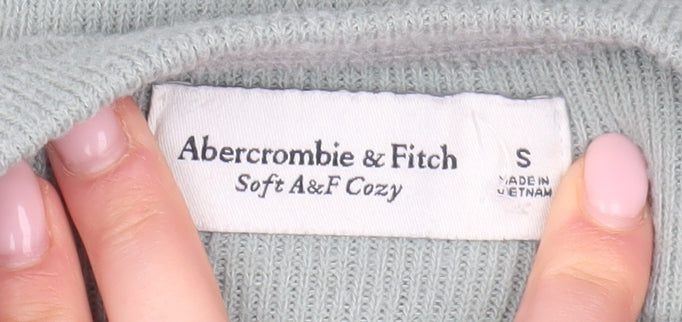 Abercrombie & Fitch
Soft A&F Cozy
S
MADE IN
VIETNAM